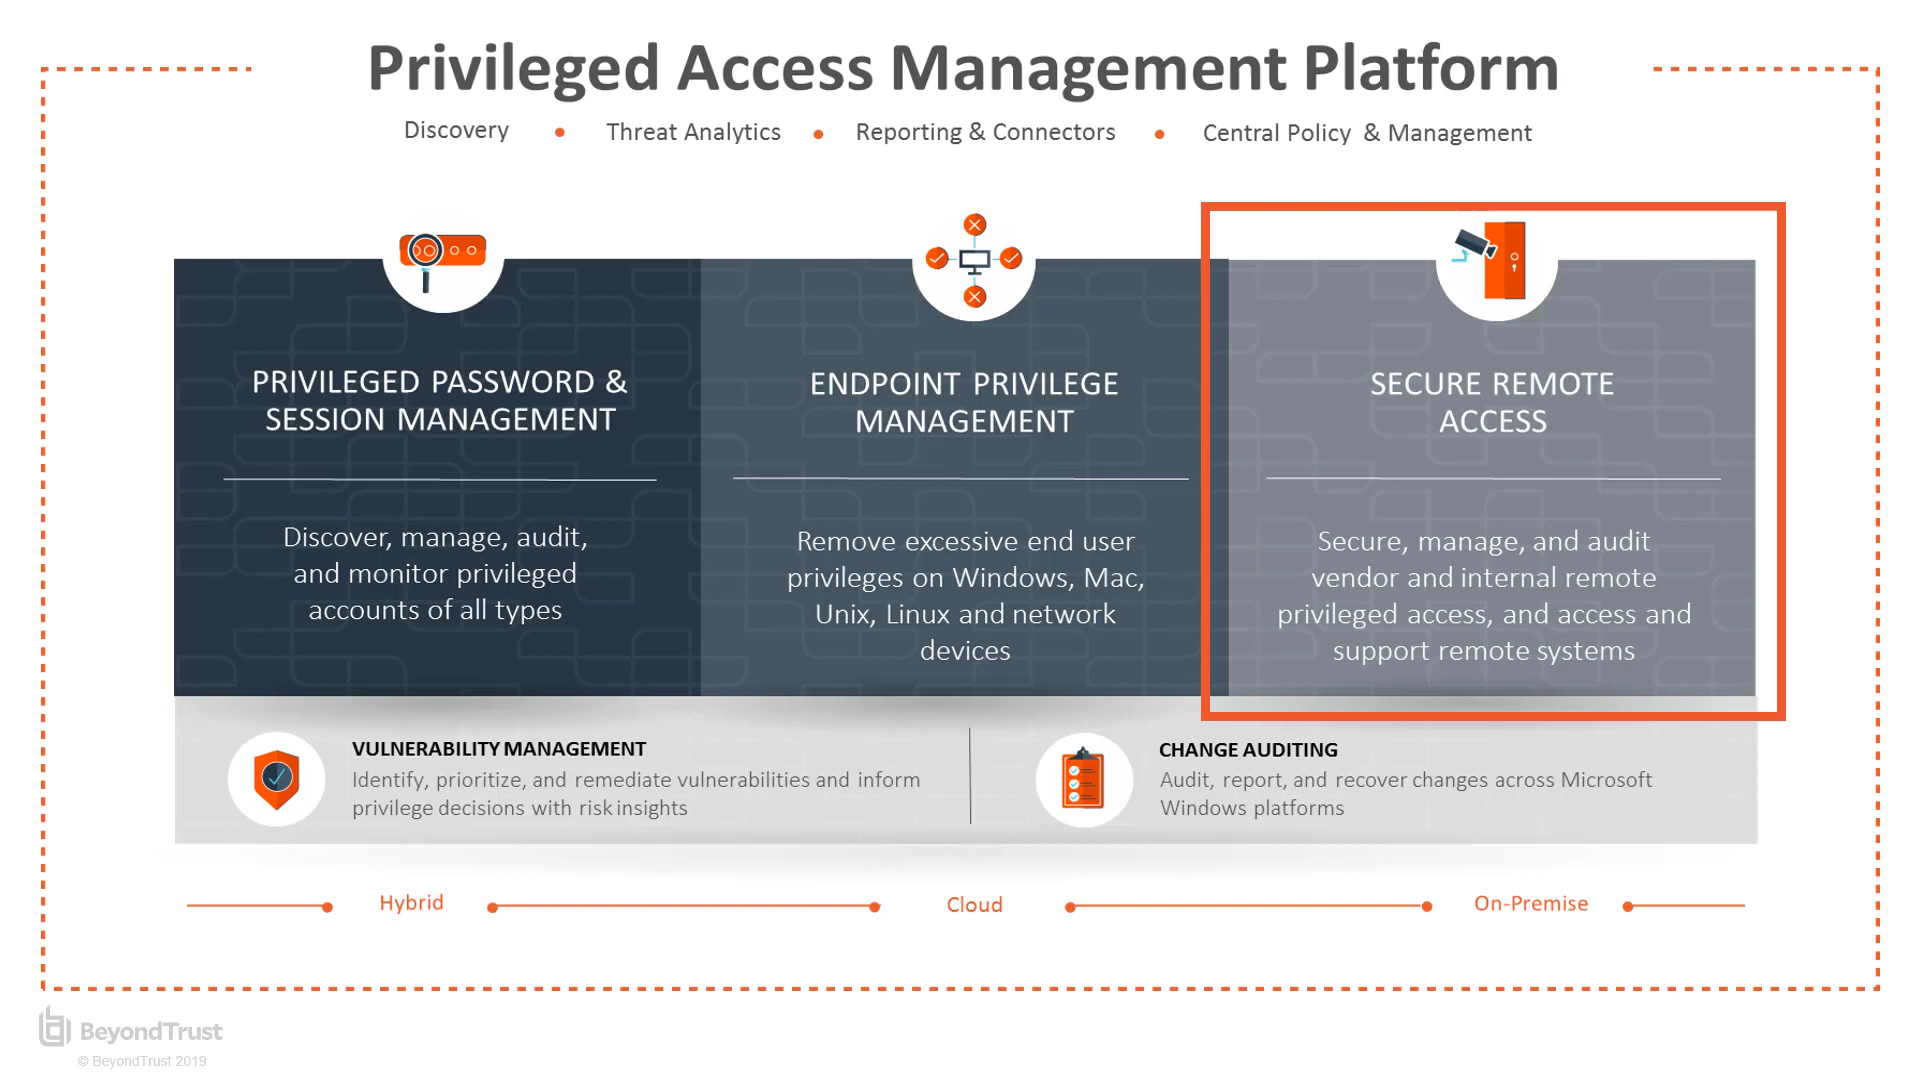 Privileged Access Management Platform
Discovery • Threat Analytics • Reporting & Connectors • Central Policy & Management
PRIVILEGED PASSWORD &
SESSION MANAGEMENT
Discover, manage, audit,
and monitor privileged
accounts of all types
ENDPOINT PRIVILEGE
MANAGEMENT
Remove excessive end user
privileges on Windows, Mac,
Unix, Linux and network
devices
SECURE REMOTE
ACCESS
Secure, manage, and audit
vendor and internal remote
privileged access, and access and
support remote systems
VULNERABILITY MANAGEMENT
Identify, prioritize, and remediate vulnerabilities and inform
privilege decisions with risk insights
CHANGE AUDITING
Audit, report, and recover changes across Microsoft
Windows platforms
Hybrid
Cloud
On-Premise
BeyondTrust
© BeyondTrust 2019